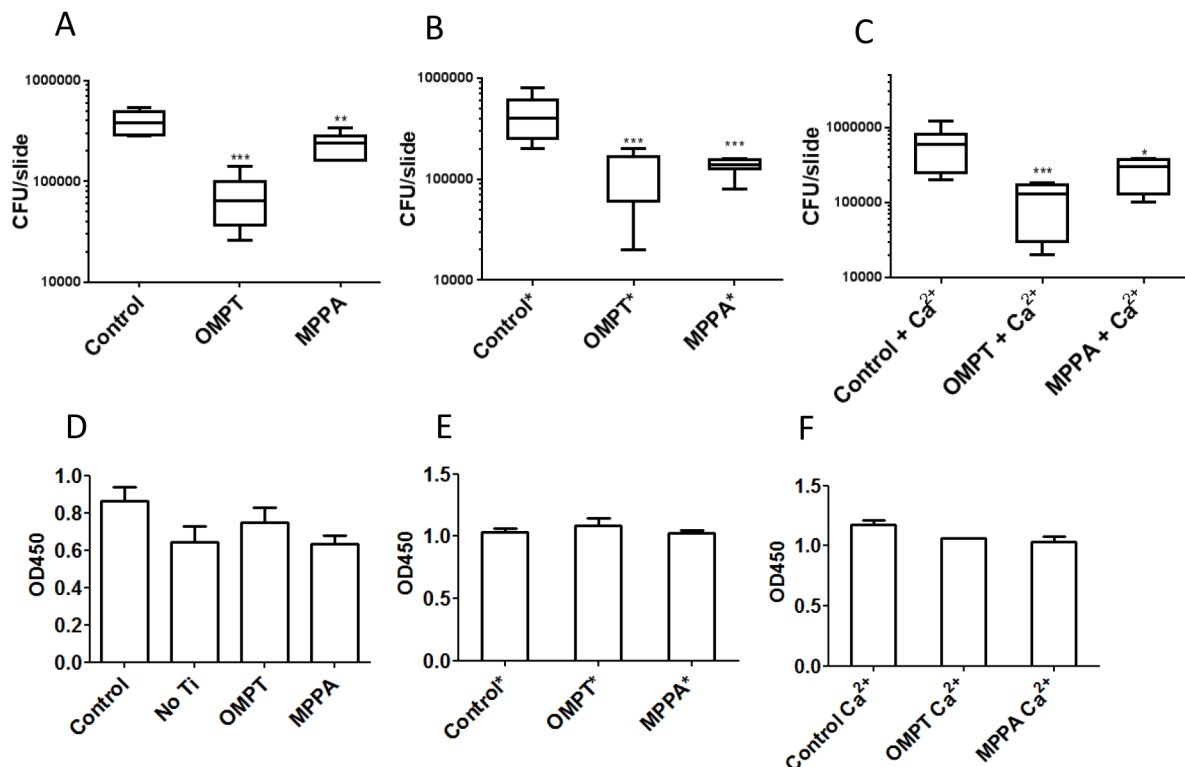 A
B
C
CFU/slide
1000000
100000
10000
**
***
Control
OMPT
MPPA
CFU/slide
1000000
100000
10000
***
***
Control*
OMPT*
MPPA*
CFU/slide
1000000
100000
10000
*
***
Control + Ca²⁺
OMPT + Ca²⁺
MPPA + Ca²⁺
D
E
F
OD450
1.0
0.8
0.6
0.4
0.2
0.0
Control
No Ti
OMPT
MPPA
OD450
1.5
1.0
0.5
0.0
Control*
OMPT*
MPPA*
OD450
1.5
1.0
0.5
0.0
Control Ca²⁺
OMPT Ca²⁺
MPPA Ca²⁺